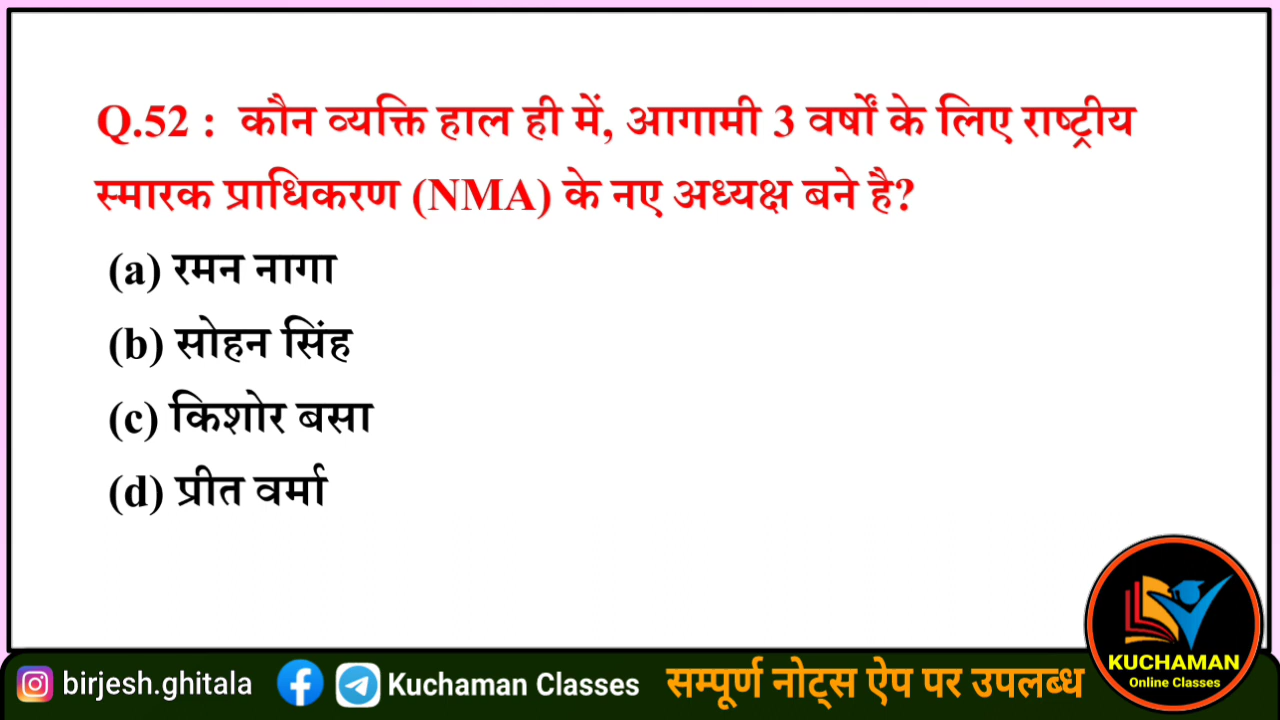 Q.52 : कौन व्यक्ति हाल ही में, आगामी 3 वर्षों के लिए राष्ट्रीय
स्मारक प्राधिकरण (NMA) के नए अध्यक्ष बने है?
(a) रमन नागा
(b) सोहन सिंह
(c) किशोर बसा
(d) प्रीत वर्मा
KUCHAMAN
Online Classes
birjesh.ghitala
Kuchaman Classes
सम्पूर्ण नोट्स ऐप पर उपलब्ध